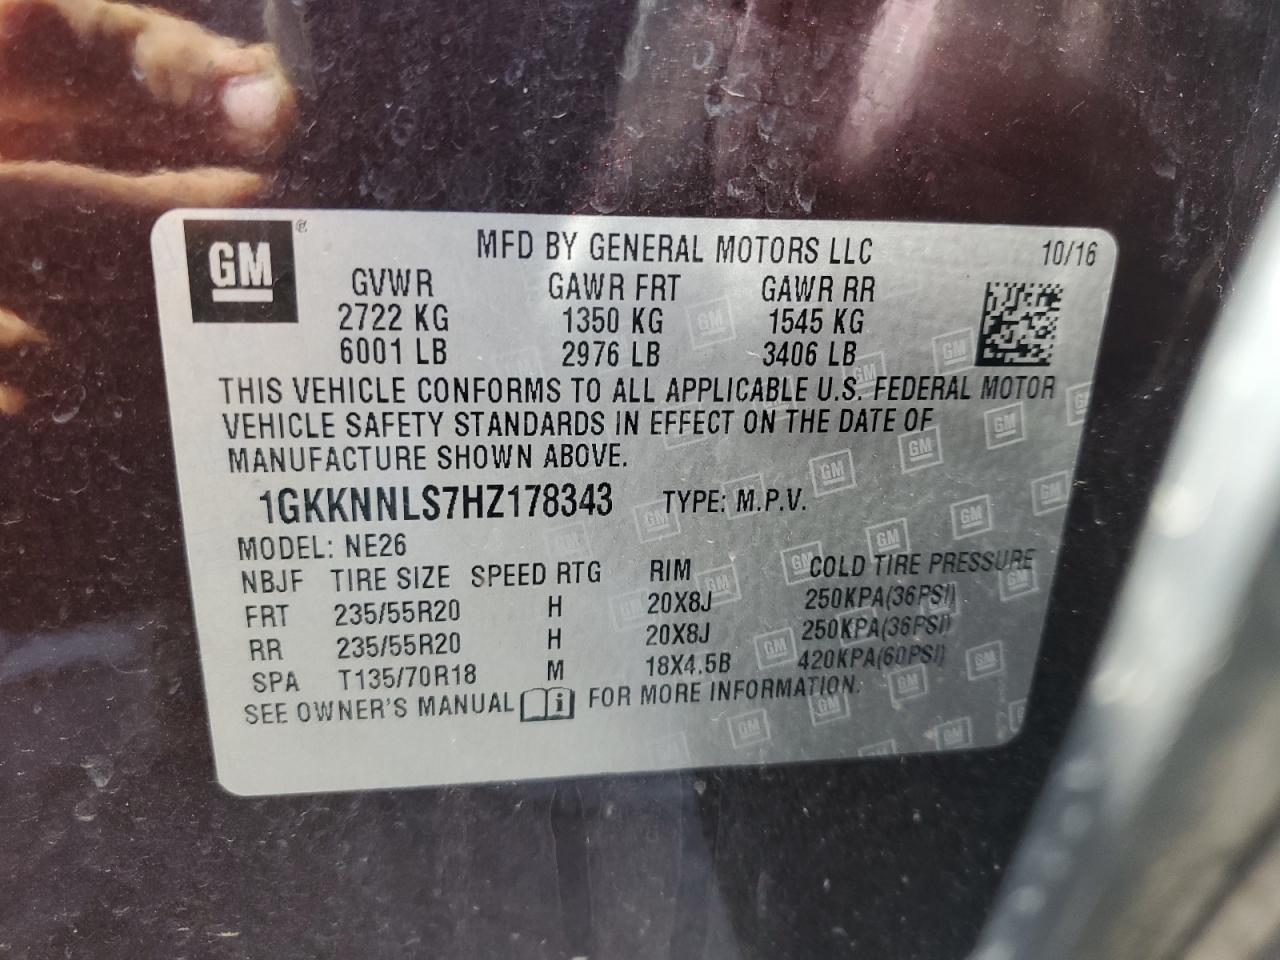 GM ®
MFD BY GENERAL MOTORS LLC 10/16
GVWR GAWR FRT GAWR RR
2722 KG 1350 KG 1545 KG
6001 LB 2976 LB 3406 LB
THIS VEHICLE CONFORMS TO ALL APPLICABLE U.S. FEDERAL MOTOR
VEHICLE SAFETY STANDARDS IN EFFECT ON THE DATE OF
MANUFACTURE SHOWN ABOVE.
1GKKNNLS7HZ178343 TYPE: M.P.V.
MODEL: NE26
NBJF TIRE SIZE SPEED RTG RIM COLD TIRE PRESSURE
FRT 235/55R20 H 20X8J 250KPA(36PSI)
RR 235/55R20 H 20X8J 250KPA(36PSI)
SPA T135/70R18 M 18X4.5B 420KPA(60PSI)
SEE OWNER'S MANUAL i FOR MORE INFORMATION.